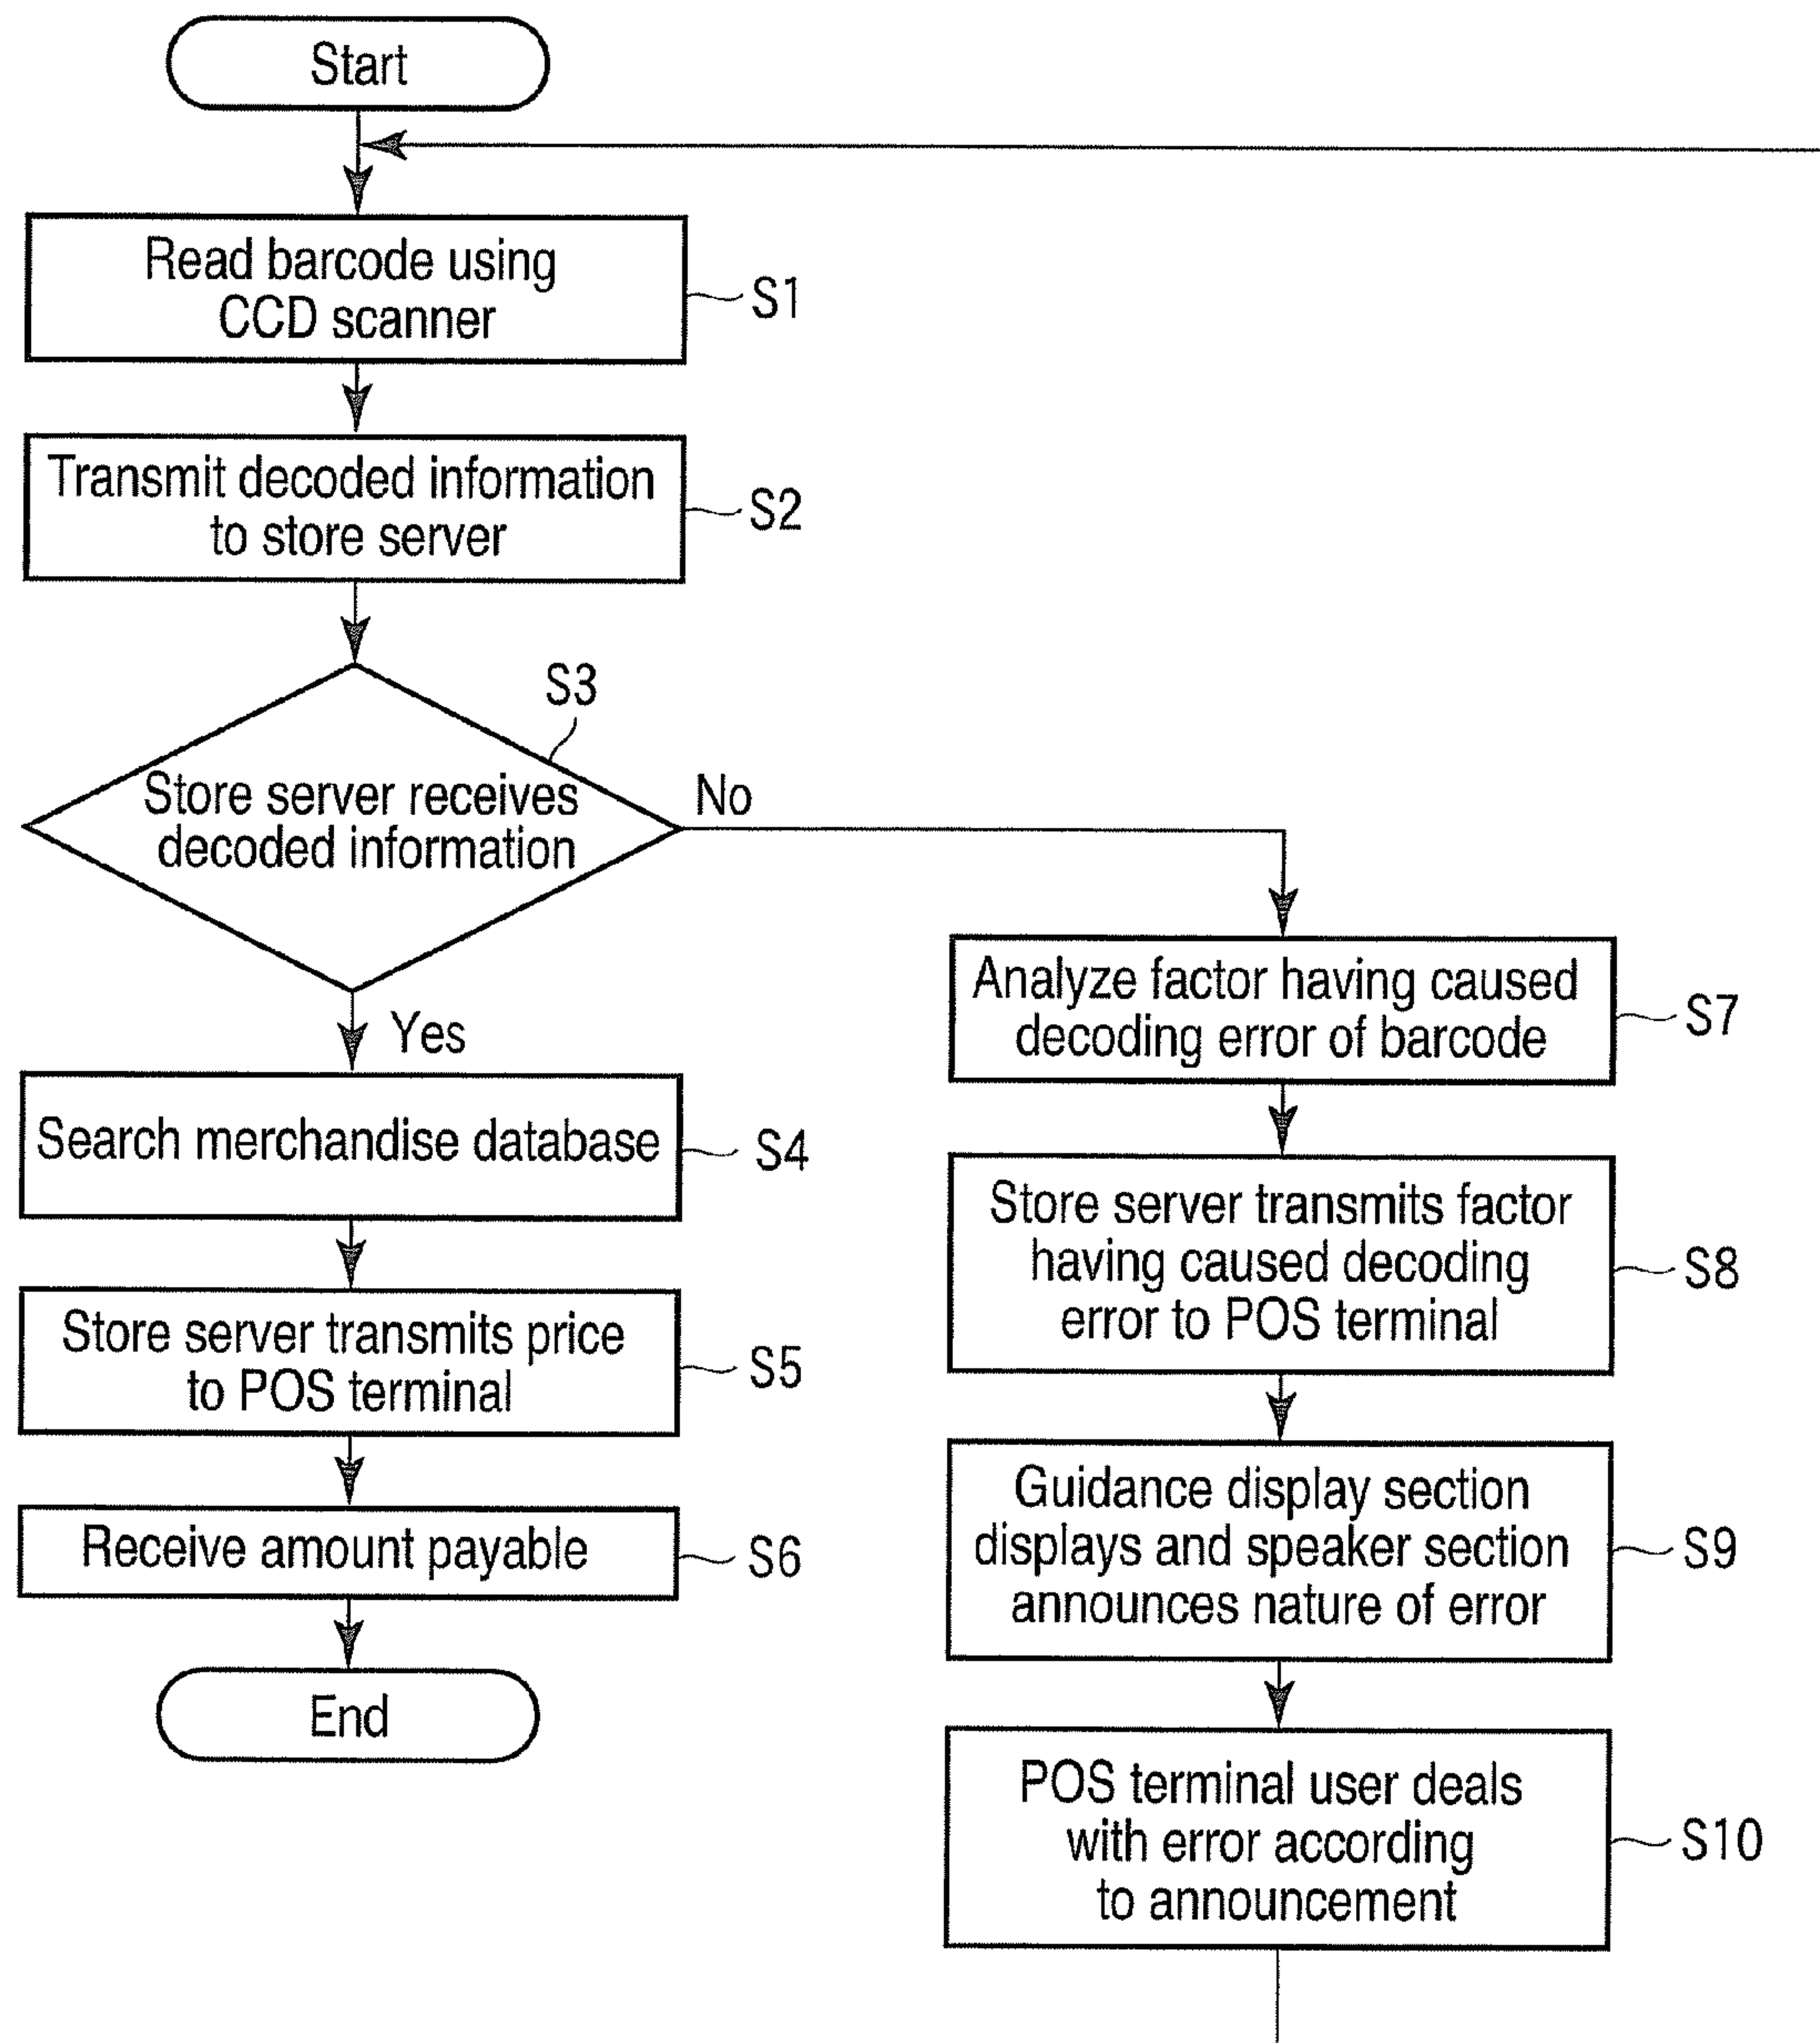 Start
Read barcode using
CCD scanner
S1
Transmit decoded information
to store server
S2
S3
Store server receives
decoded information
No
Yes
Search merchandise database
S4
Store server transmits price
to POS terminal
S5
Receive amount payable
S6
End
Analyze factor having caused
decoding error of barcode
S7
Store server transmits factor
having caused decoding
error to POS terminal
S8
Guidance display section
displays and speaker section
announces nature of error
S9
POS terminal user deals
with error according
to announcement
S10